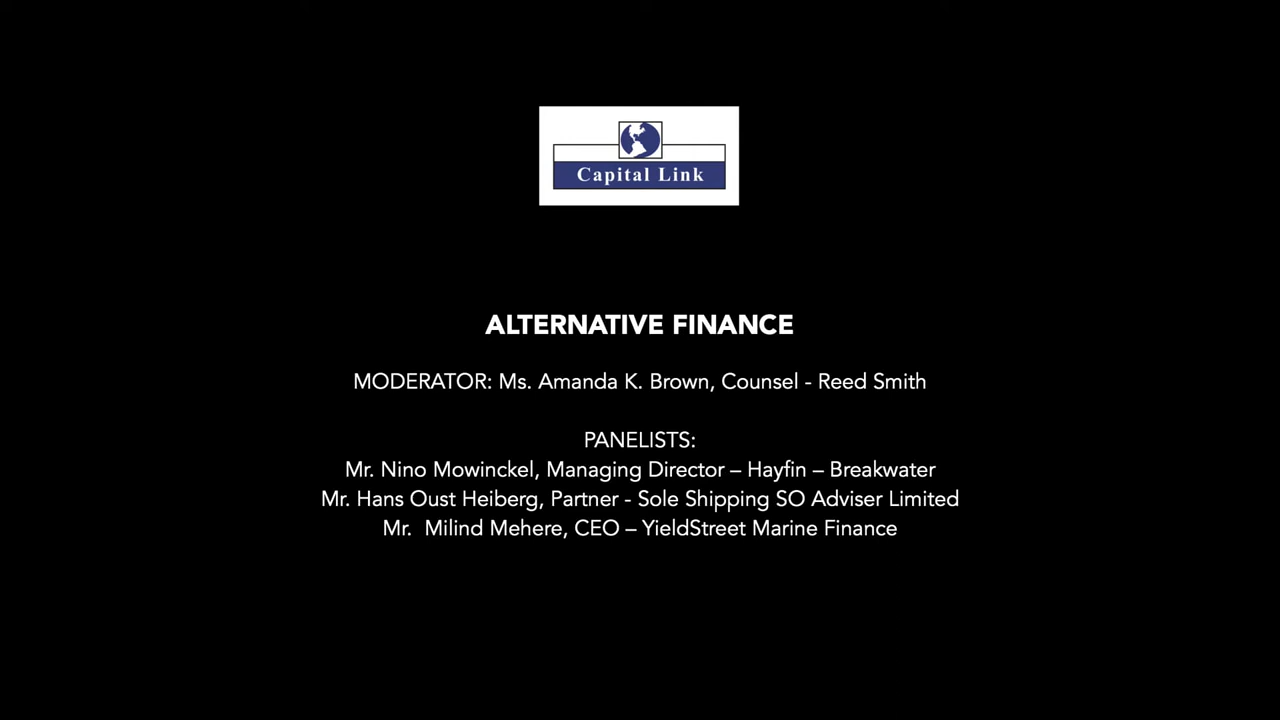 Capital Link
ALTERNATIVE FINANCE
MODERATOR: Ms. Amanda K. Brown, Counsel - Reed Smith
PANELISTS:
Mr. Nino Mowinckel, Managing Director – Hayfin – Breakwater
Mr. Hans Oust Heiberg, Partner - Sole Shipping SO Adviser Limited
Mr.  Milind Mehere, CEO – YieldStreet Marine Finance